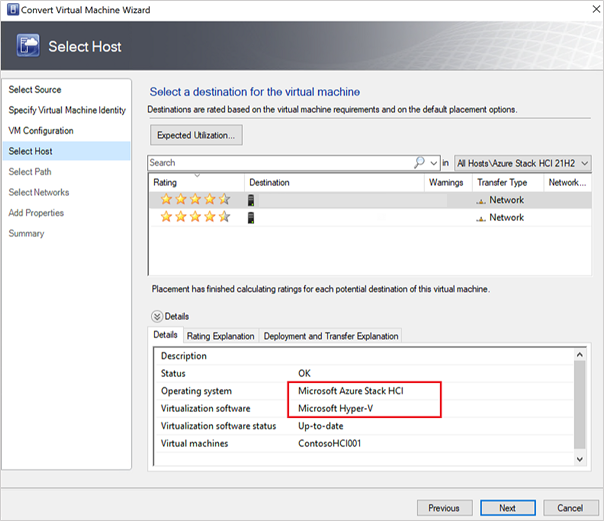 Convert Virtual Machine Wizard
Select Host
Select Source
Specify Virtual Machine Identity
VM Configuration
Select Host
Select Path
Select Networks
Add Properties
Summary
Select a destination for the virtual machine
Destinations are rated based on the virtual machine requirements and on the default placement options.
Expected Utilization...
Search in All Hosts\Azure Stack HCI 21H2
Rating Destination Warnings Transfer Type Network...
Network
Network
Placement has finished calculating ratings for each potential destination of this virtual machine.
Details
Details Rating Explanation Deployment and Transfer Explanation
Description
Status OK
Operating system Microsoft Azure Stack HCI
Virtualization software Microsoft Hyper-V
Virtualization software status Up-to-date
Virtual machines ContosoHCI001
Previous Next Cancel